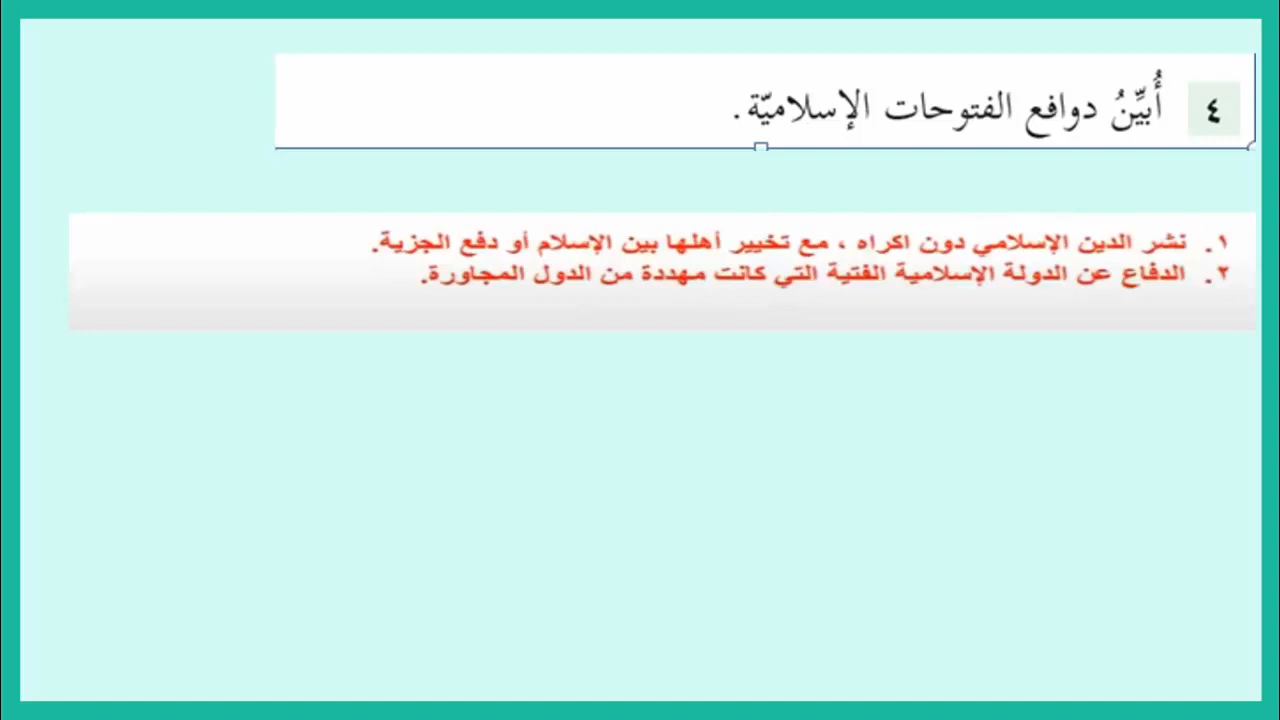 ٤ أُبيِّنُ دوافع الفتوحات الإسلاميّة.
١. نشر الدين الإسلامي دون اكراه ، مع تخيير أهلها بين الإسلام أو دفع الجزية.
٢. الدفاع عن الدولة الإسلامية الفتية التي كانت مهددة من الدول المجاورة.